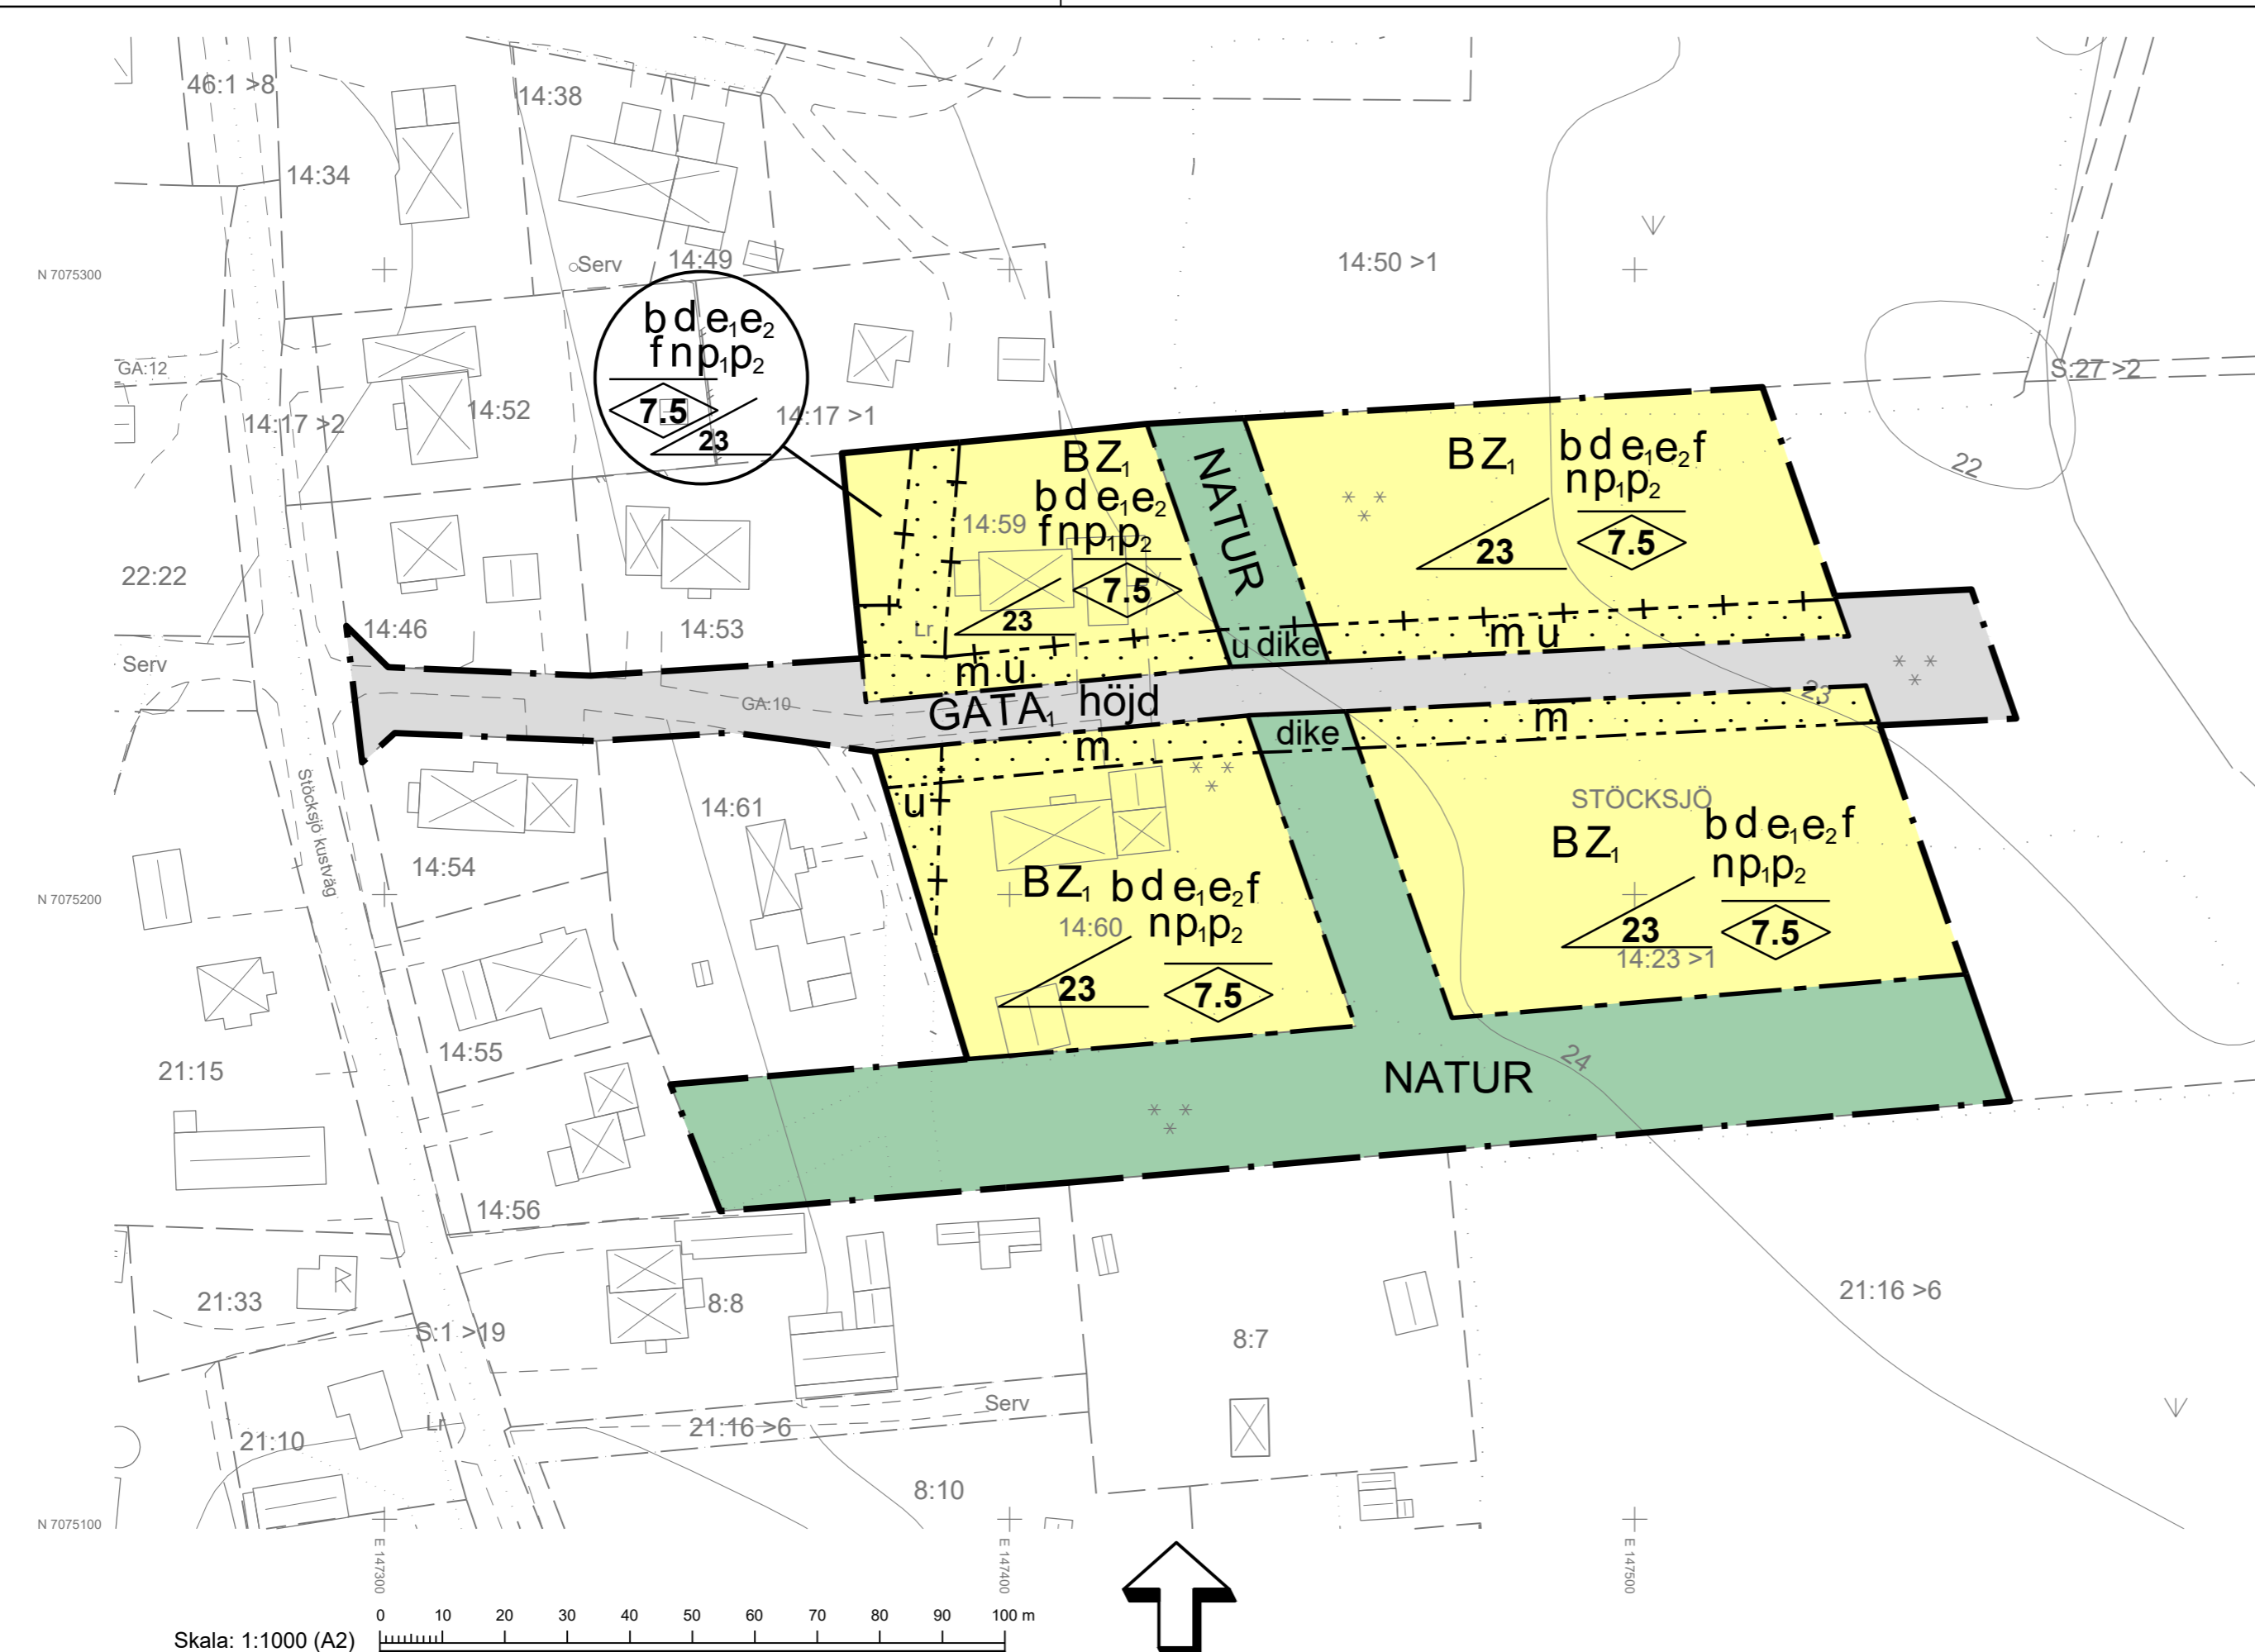 46:1 >8
14:38
14:34
Serv
14:49
14:50 >1
N 7075300
b d e₁e₂
f n p₁p₂
7.5
23
GA:12
14:17 >2
14:52
14:17 >1
S:27 >2
22
BZ₁
b d e₁e₂
f n p₁p₂
14:59
7.5
23
Lr
NATUR
BZ₁
b d e₁e₂f
n p₁p₂
23
7.5
22:22
14:46
14:53
Serv
m u
u dike
m u
GA:10
GATA₁ höjd
23
m
dike
m
Stöcksjö kustväg
14:61
u
STÖCKSJÖ
BZ₁
b d e₁e₂f
n p₁p₂
23
7.5
14:23 >1
14:54
N 7075200
BZ₁
b d e₁e₂f
n p₁p₂
14:60
23
7.5
14:55
21:15
24
NATUR
14:56
21:33
R
8:8
21:16 >6
S:1 >19
8:7
Serv
21:16 >6
Lr
21:10
8:10
N 7075100
E 147300
E 147400
E 147500
0 10 20 30 40 50 60 70 80 90 100 m
Skala: 1:1000 (A2)